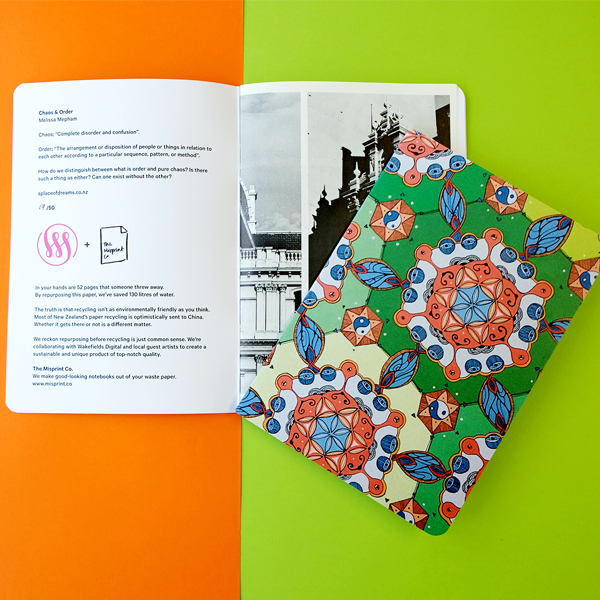 Chaos & Order
Melissa Mepham
Chaos; "Complete disorder and confusion".
Order; "The arrangement or disposition of people or things in relation to
each other according to a particular sequence, pattern, or method".
How do we distinguish between what is order and pure chaos? Is there
such a thing as either? Can one exist without the other?
aplaceofdreams.co.nz
/50
+
The
Misprint
Co
In your hands are 52 pages that someone threw away.
By repurposing this paper, we've saved 130 litres of water.
The truth is that recycling isn't as environmentally friendly as you think.
Most of New Zealand's paper recycling is optimistically sent to China.
Whether it gets there or not is a different matter.
We reckon repurposing before recycling is just common sense. We're
collaborating with Wakefields Digital and local guest artists to create a
sustainable and unique product of top-notch quality.
The Misprint Co.
We make good-looking notebooks out of your waste paper.
www.misprint.co